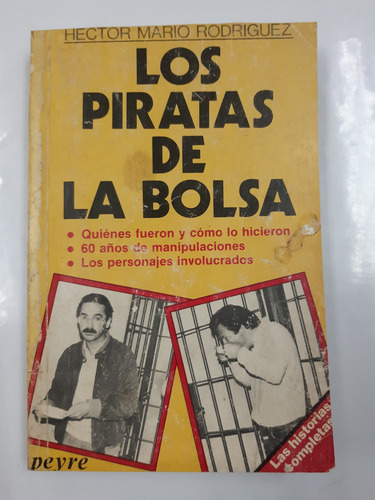 HECTOR MARIO RODRIGUEZ
LOS
PIRATAS
DE
LA BOLSA
• Quiénes fueron y cómo lo hicieron
• 60 años de manipulaciones
• Los personajes involucrados
Las historias
completas
peyre